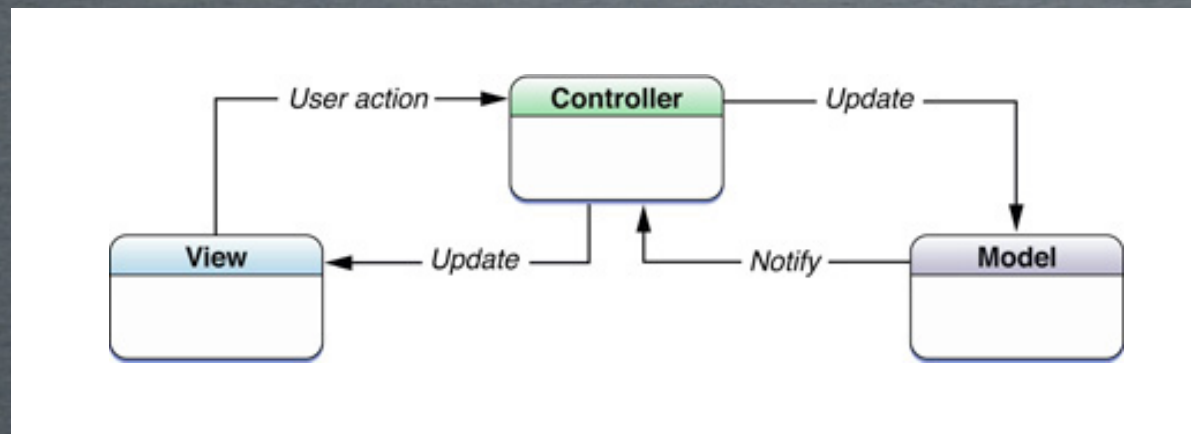 User action
Controller
Update
View
Update
Notify
Model